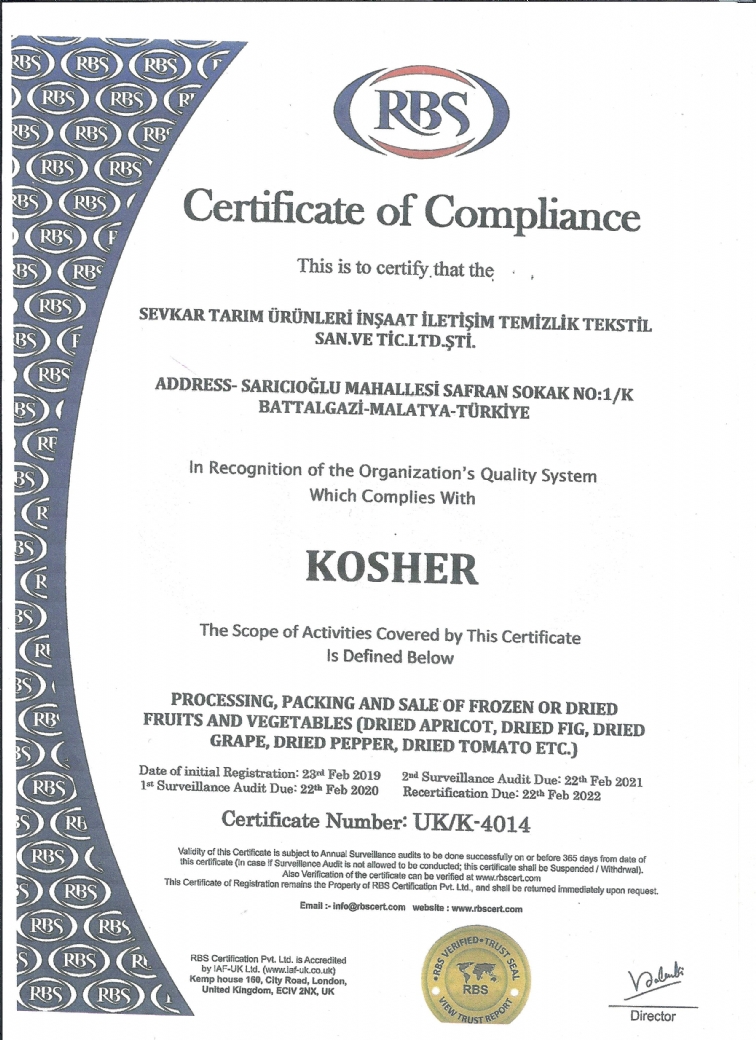 RBS
Certificate of Compliance
This is to certify that the
SEVKAR TARIM ÜRÜNLERİ İNŞAAT İLETİŞİM TEMİZLİK TEKSTİL
SAN.VE TİC.LTD.ŞTİ.
ADDRESS- SARICIOĞLU MAHALLESİ SAFRAN SOKAK NO:1/K
BATTALGAZİ-MALATYA-TÜRKİYE
In Recognition of the Organization's Quality System
Which Complies With
KOSHER
The Scope of Activities Covered by This Certificate
Is Defined Below
PROCESSING, PACKING AND SALE OF FROZEN OR DRIED
FRUITS AND VEGETABLES (DRIED APRICOT, DRIED FIG, DRIED
GRAPE, DRIED PEPPER, DRIED TOMATO ETC.)
Date of initial Registration: 23rd Feb 2019 2nd Surveillance Audit Due: 22th Feb 2021
1st Surveillance Audit Due: 22th Feb 2020 Recertification Due: 22th Feb 2022
Certificate Number: UK/K-4014
Validity of this Certificate is subject to Annual Surveillance audits to be done successfully on or before 365 days from date of
this certificate (in case if Surveillance Audit is not allowed to be conducted; this certificate shall be Suspended / Withdrwal).
Also Verification of the certificate can be verified at www.rbscert.com
This Certificate of Registration remains the Property of RBS Certification Pvt. Ltd., and shall be returned immediately upon request.
Email :- info@rbscert.com website : www.rbscert.com
RBS Certification Pvt. Ltd. is Accredited
by IAF-UK Ltd. (www.iaf-uk.co.uk)
Kemp house 160, City Road, London,
United Kingdom, ECIV 2NX, UK
RBS VERIFIED • TRUST SEAL
RBS
VIEW TRUST REPORT
Director